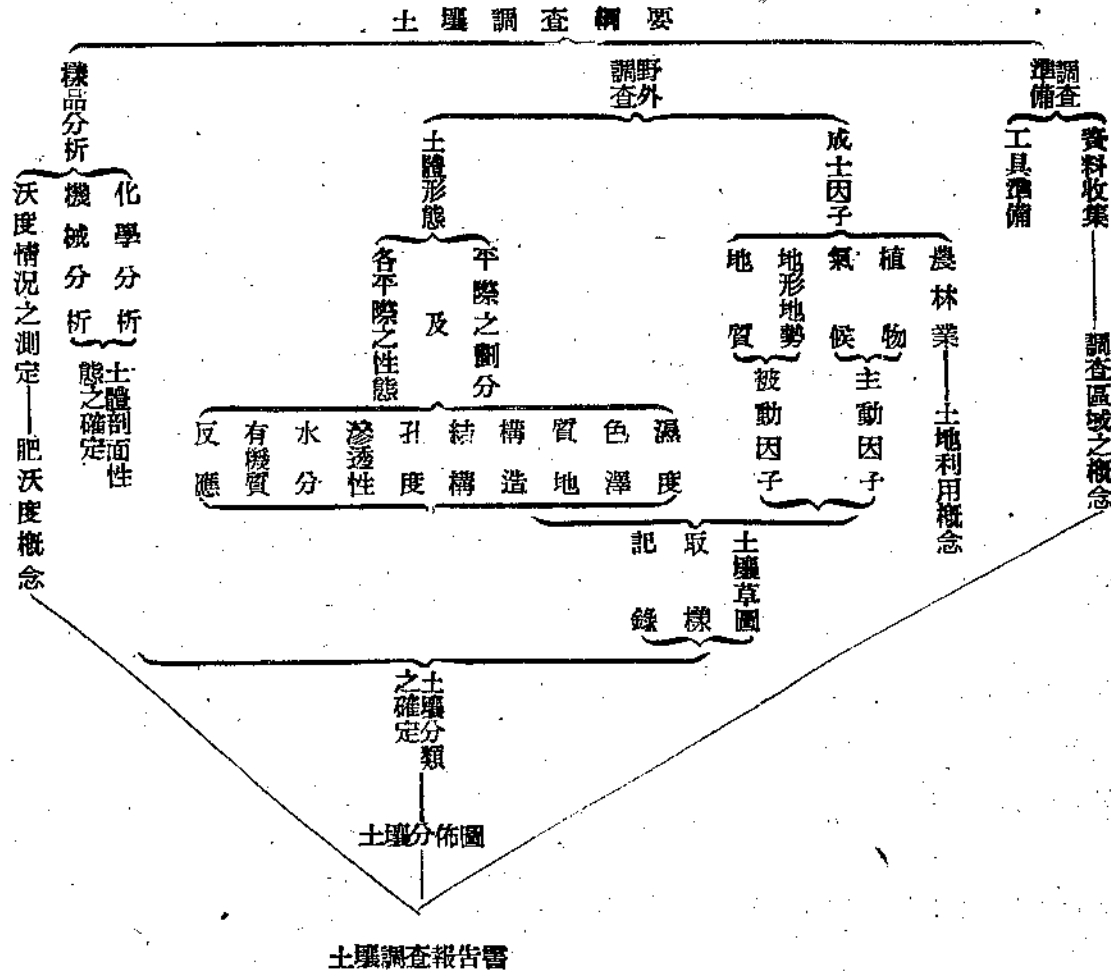 土壤調查綱要
調查準備
資料收集——調查區域之概念
工具準備
野外調查
成土因子
農林業——土地利用概念
植物
氣候
主動因子
地形地勢
地質
被動因子
土體形態
平際之劃分
及
各平際之性態
濕度
色澤
質地
構造
結構
孔度
滲透性
水分
有機質
反應
土壤草圖
取樣
記錄
樣品分析
化學分析
機械分析
土體剖面性態之確定
沃度情況之測定——肥沃度概念
土壤分類之確定
土壤分佈圖
土壤調查報告書